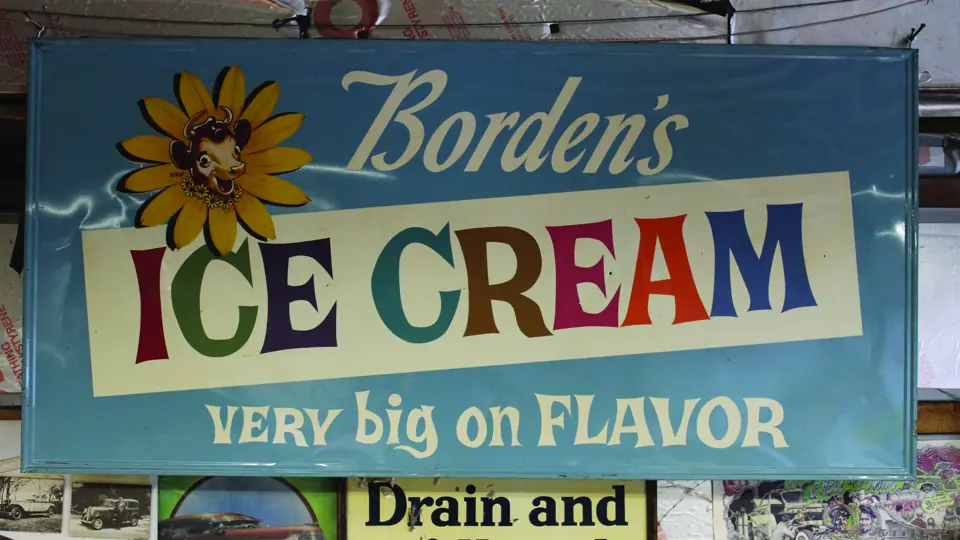 Borden's
ICE CREAM
VERY big on FLAVOR
Drain and